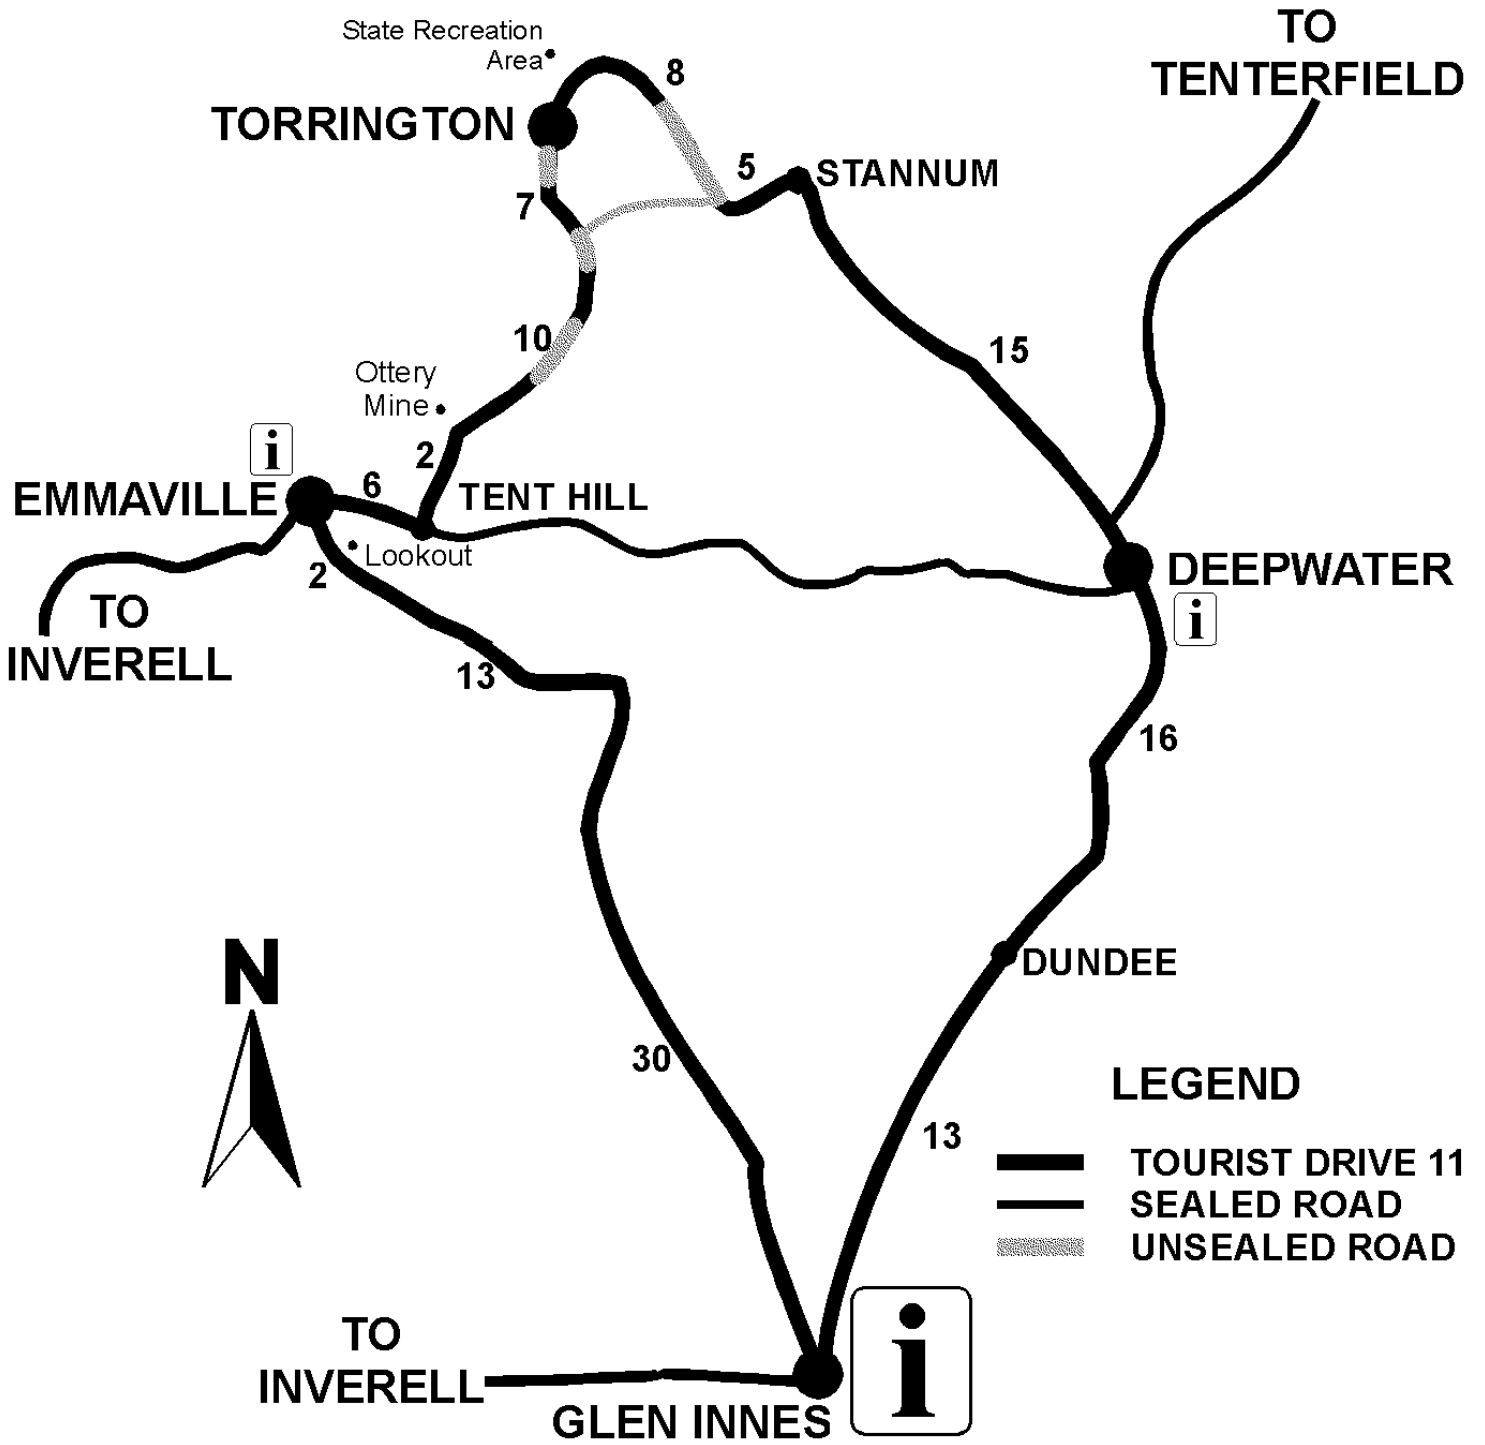 State Recreation
Area
8
TO
TENTERFIELD
TORRINGTON
5
STANNUM
7
10
15
Ottery
Mine
i
2
EMMAVILLE
6
TENT HILL
Lookout
2
DEEPWATER
i
TO
INVERELL
13
16
N
DUNDEE
30
LEGEND
13
TOURIST DRIVE 11
SEALED ROAD
UNSEALED ROAD
i
TO
INVERELL
GLEN INNES